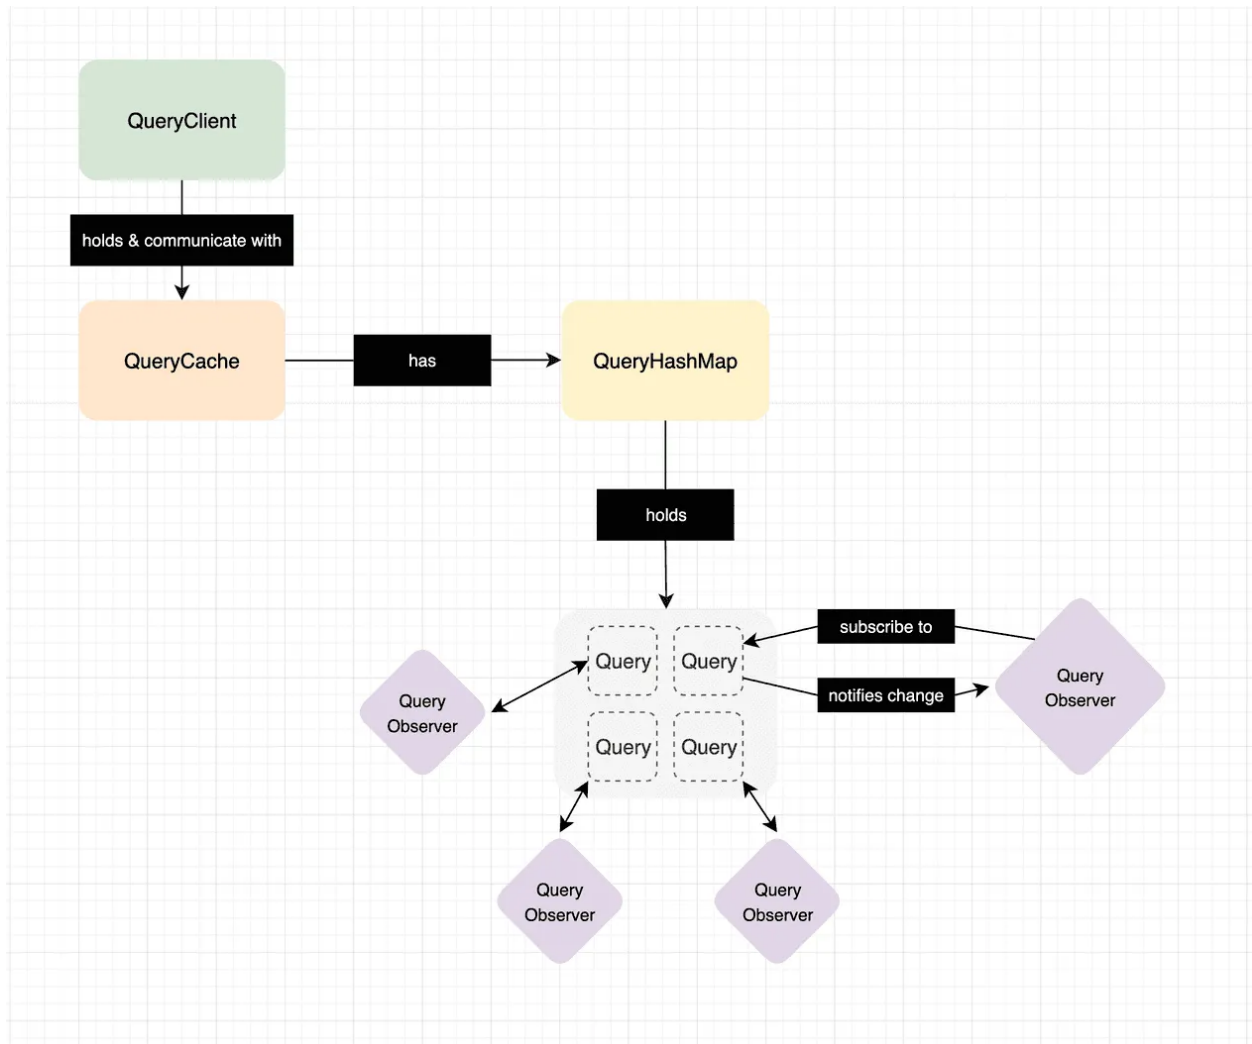 QueryClient
holds & communicate with
QueryCache
has
QueryHashMap
holds
subscribe to
Query
Query
Query
Observer
Query
Observer
notifies change
Query
Query
Query
Observer
Query
Observer